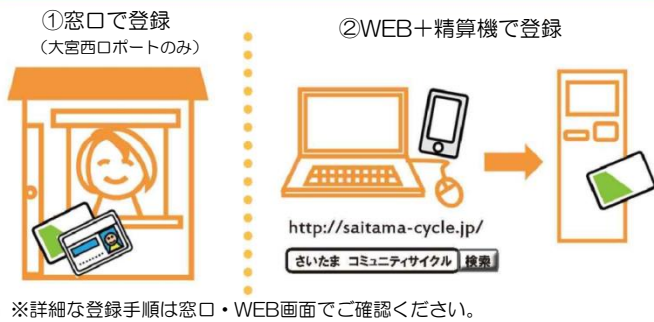 ①窓口で登録
（大宮西口ポートのみ）
②WEB＋精算機で登録
http://saitama-cycle.jp/
さいたま コミュニティサイクル 検索
※詳細な登録手順は窓口・WEB画面でご確認ください。